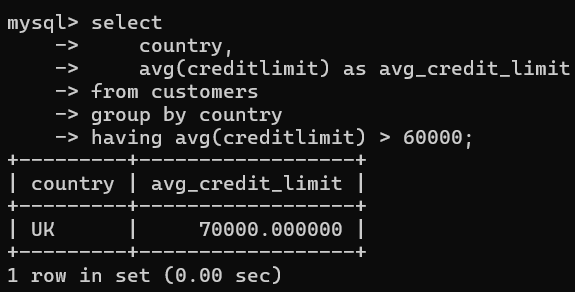 mysql> select
    ->     country,
    ->     avg(creditlimit) as avg_credit_limit
    -> from customers
    -> group by country
    -> having avg(creditlimit) > 60000;
+---------+------------------+
| country | avg_credit_limit |
+---------+------------------+
| UK      |     70000.000000 |
+---------+------------------+
1 row in set (0.00 sec)